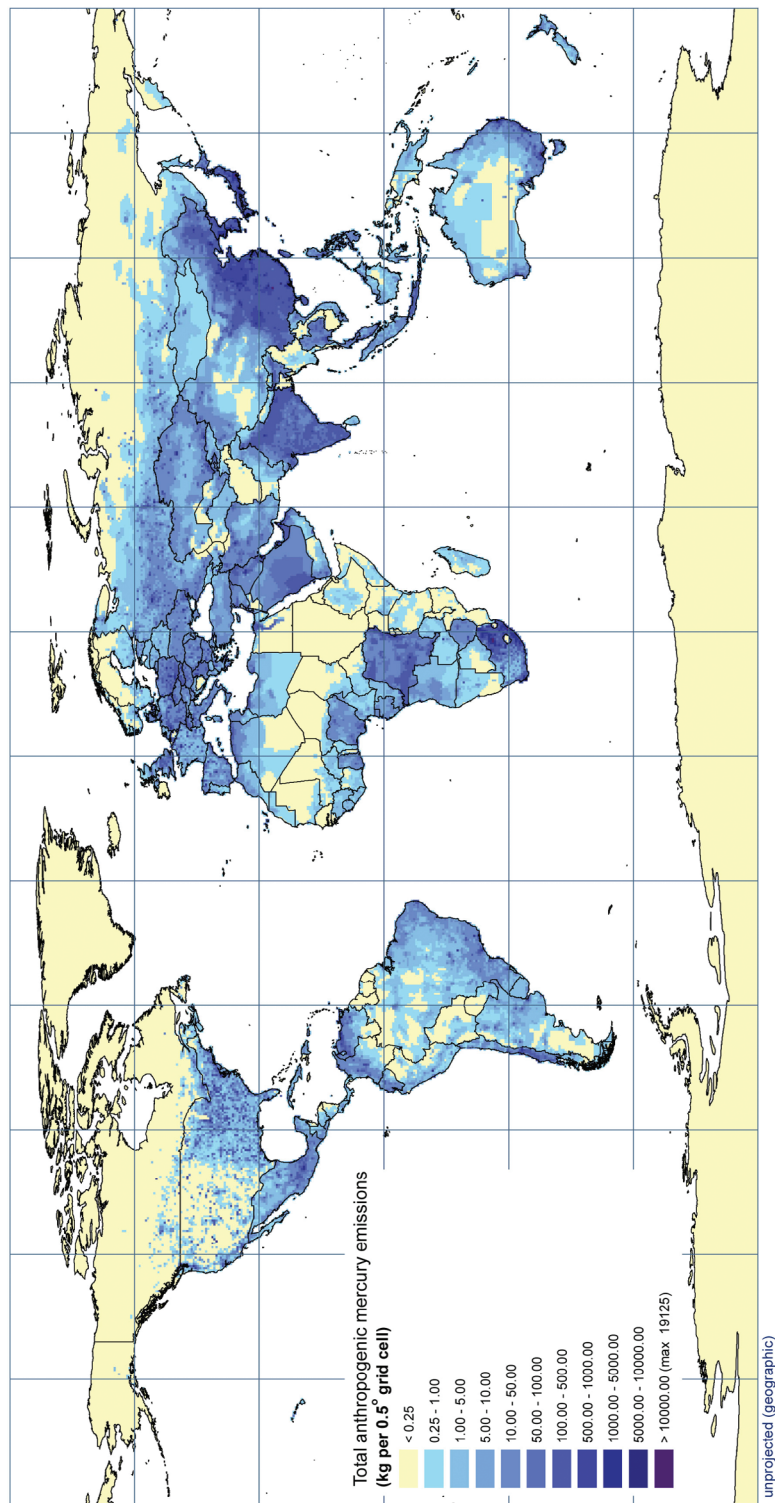 Total anthropogenic mercury emissions
(kg per 0.5° grid cell)
< 0.25
0.25 - 1.00
1.00 - 5.00
5.00 - 10.00
10.00 - 50.00
50.00 - 100.00
100.00 - 500.00
500.00 - 1000.00
1000.00 - 5000.00
5000.00 - 10000.00
> 10000.00 (max 19125)
unprojected (geographic)